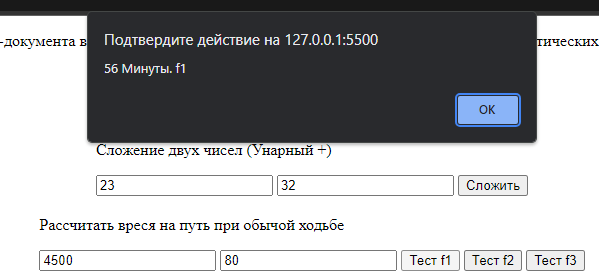 -документа в
тических
Подтвердите действие на 127.0.0.1:5500
56 Минуты. f1
ОК
Сложение двух чисел (Унарный +)
23 32 Сложить
Рассчитать вреся на путь при обычой ходьбе
4500 80 Тест f1 Тест f2 Тест f3